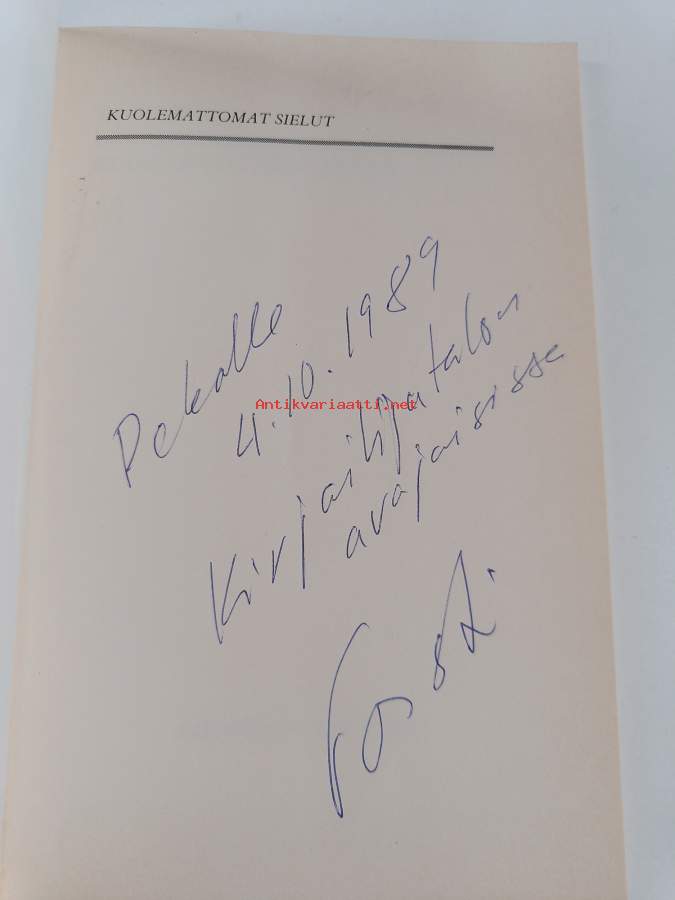 KUOLEMATTOMAT SIELUT
Pekalle
4.10.1989
Antikvariaatti.net
Kirjailijatalon
avajaisissa